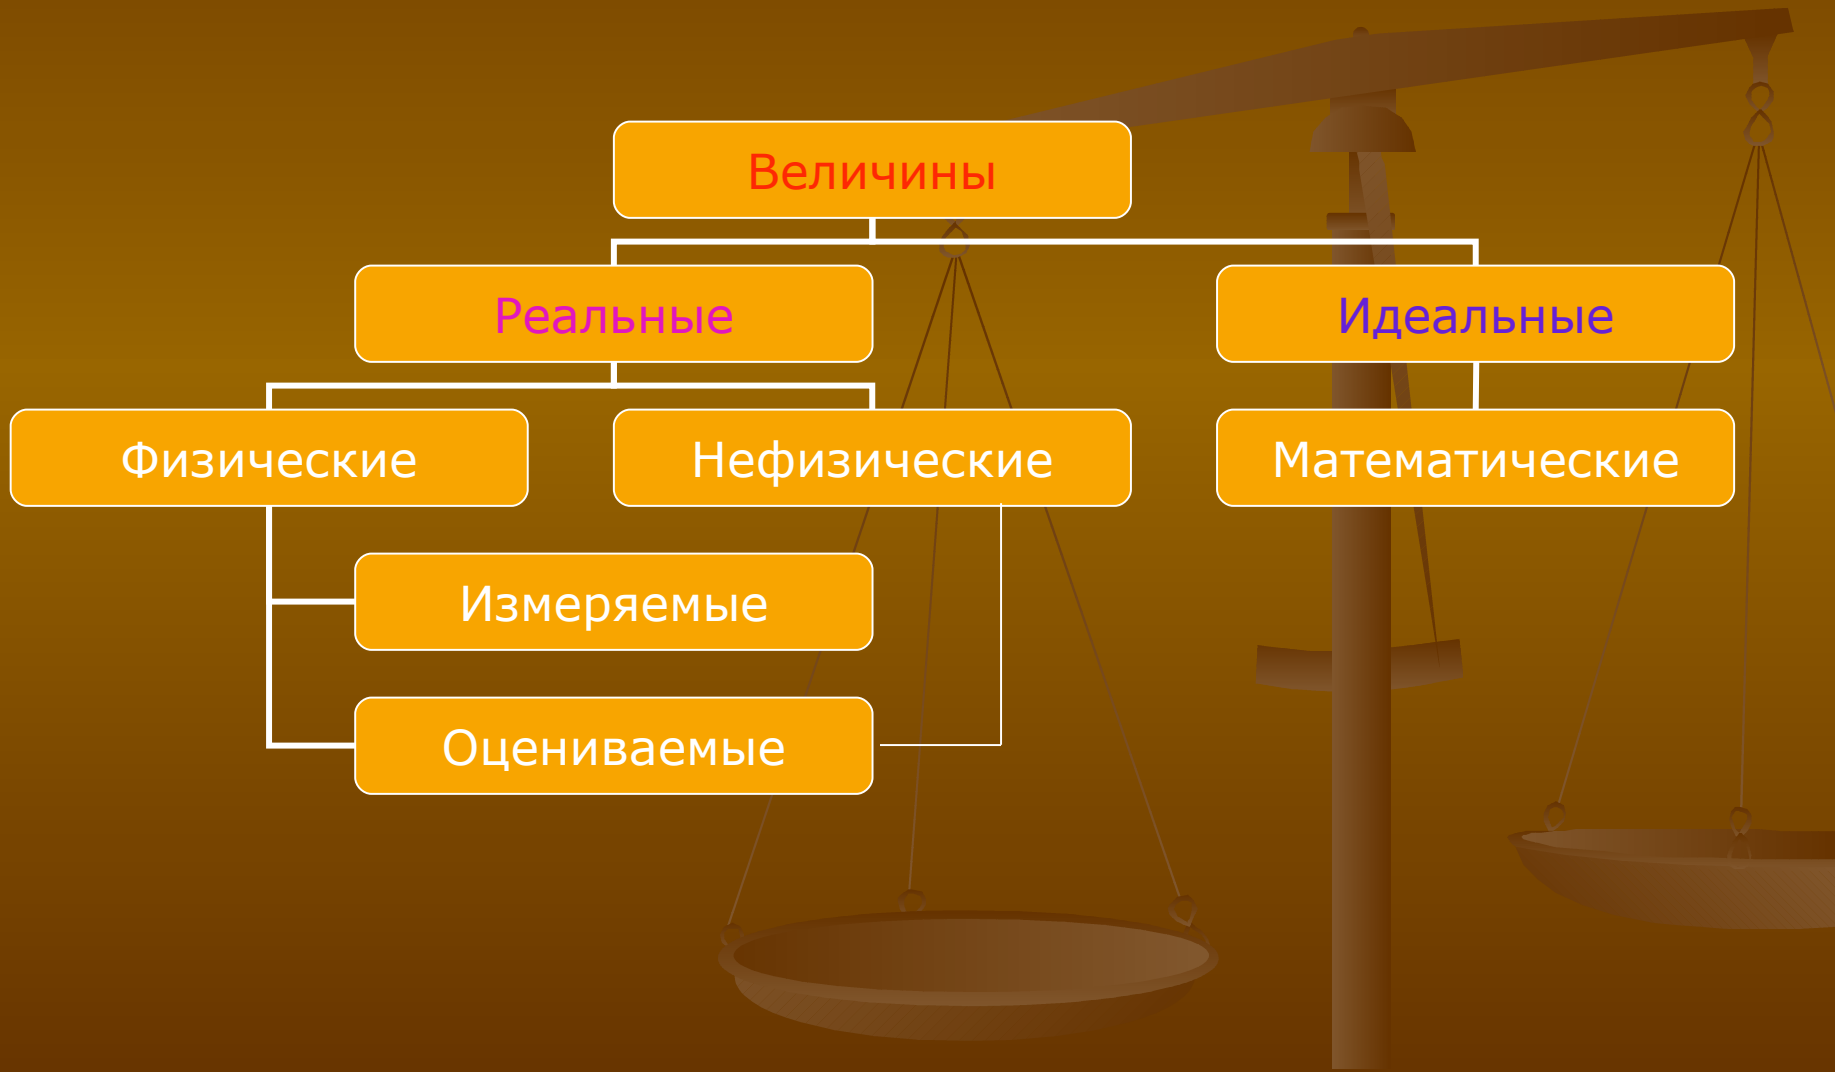 Величины
Реальные
Идеальные
Физические
Нефизические
Математические
Измеряемые
Оцениваемые